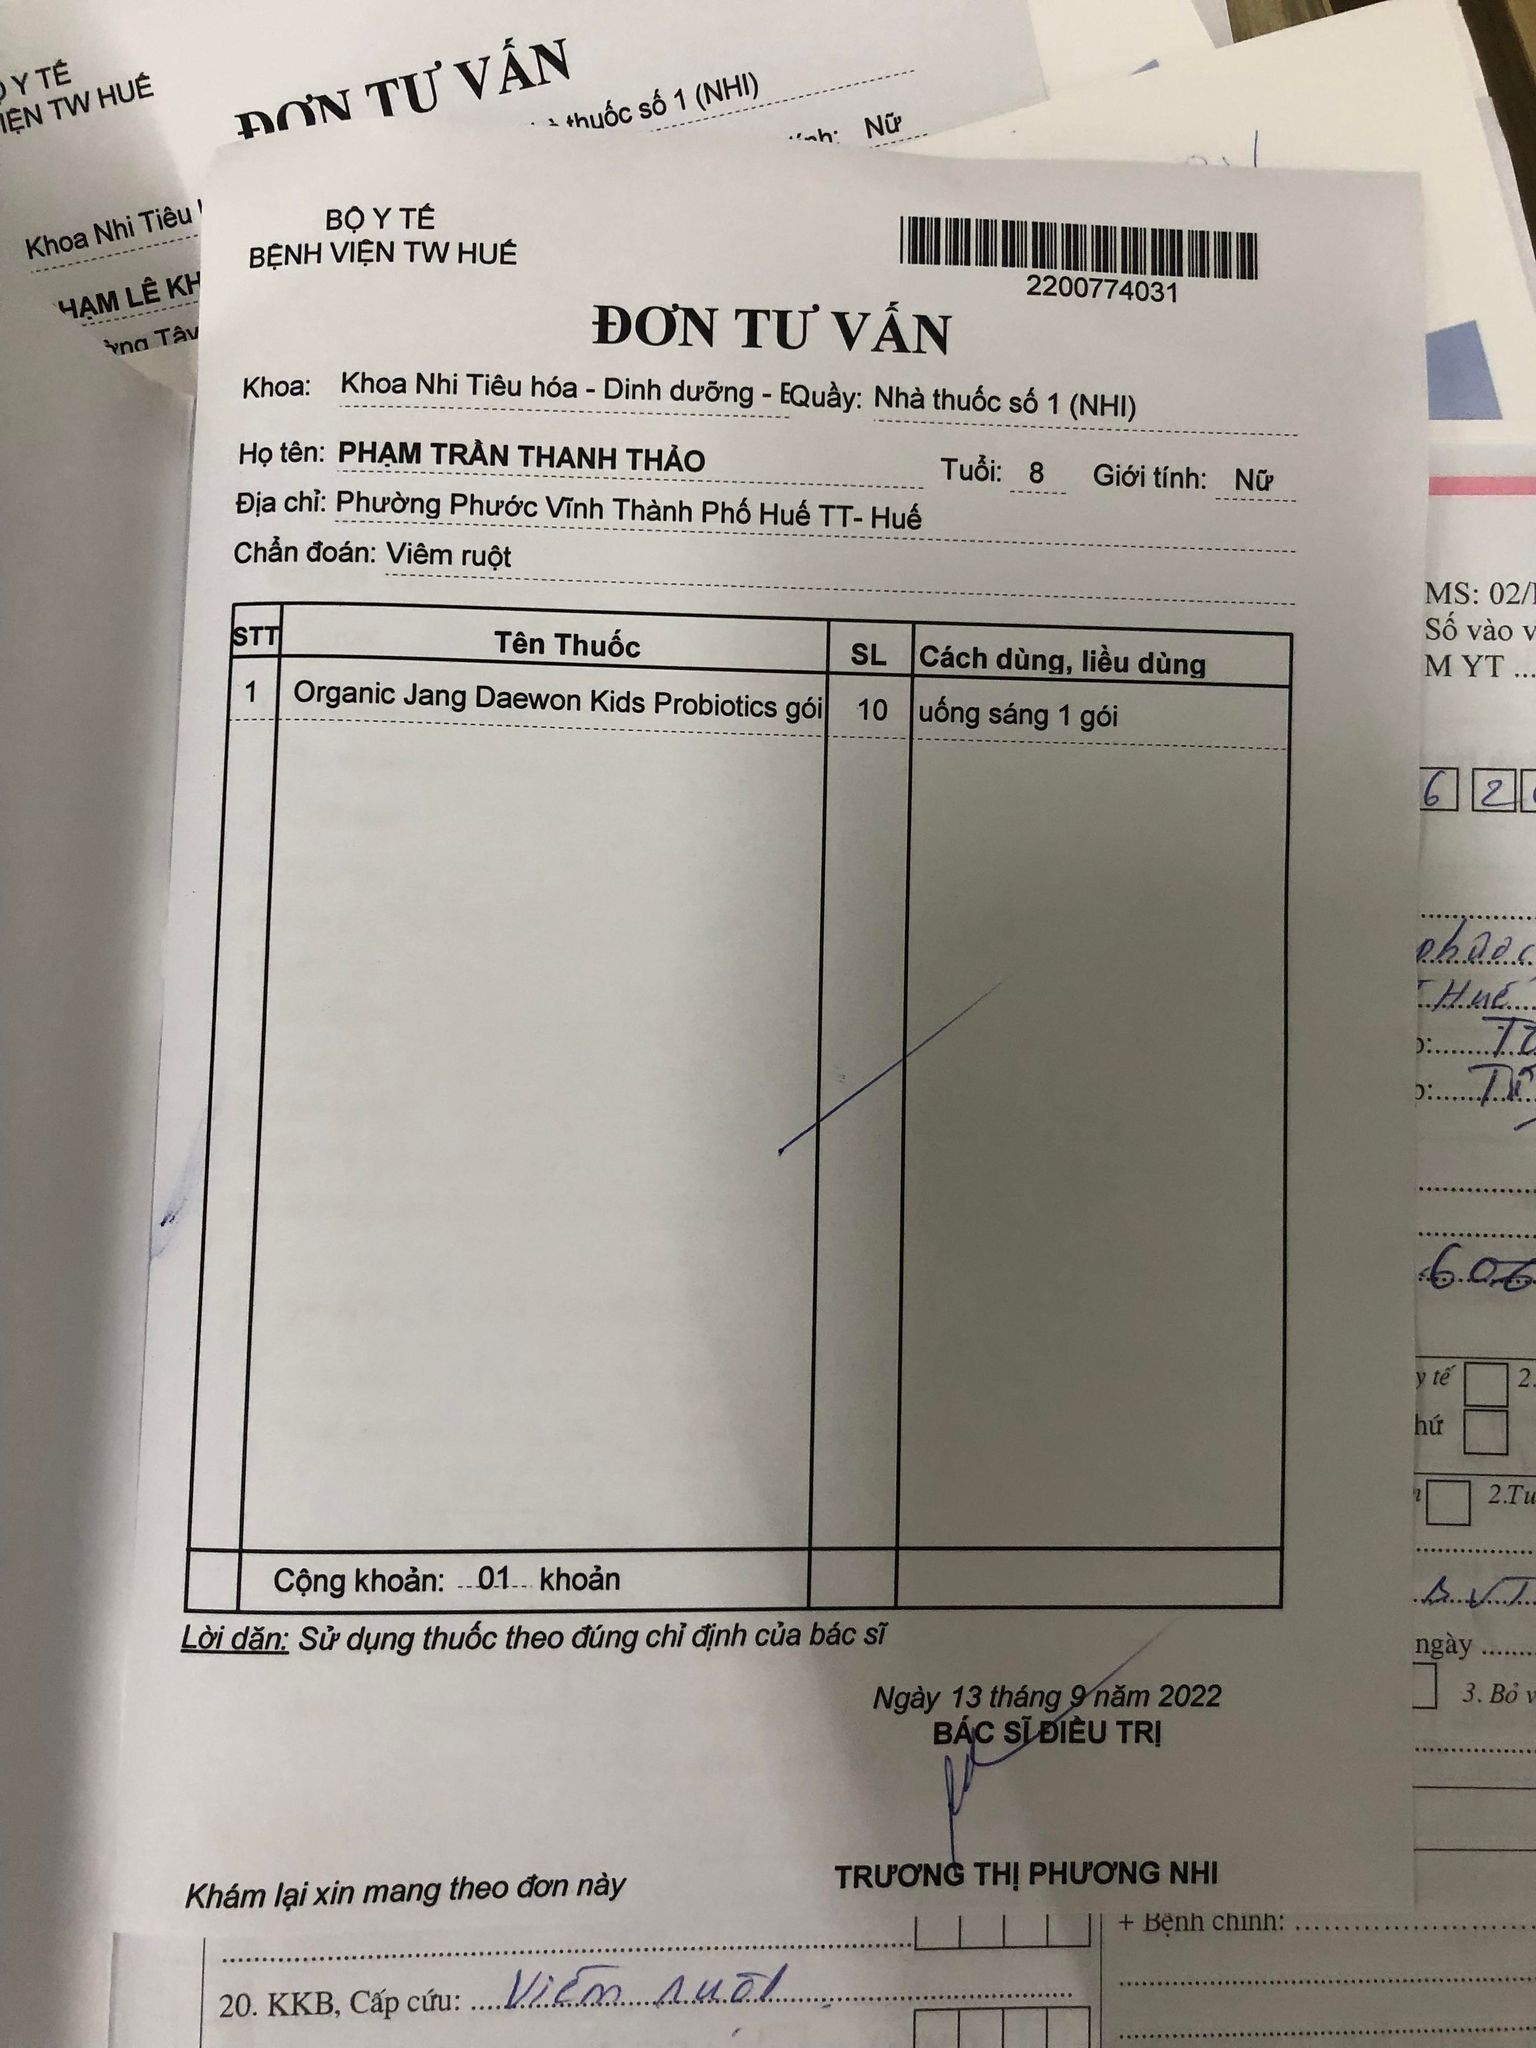 Y TẾ
IỆN TW HUẾ
ĐƠN TƯ VẤN
thuốc số 1 (NHI)
Nữ
Khoa Nhi Tiêu
HẠM LÊ KH
BỘ Y TẾ
BỆNH VIỆN TW HUẾ
2200774031
ĐƠN TƯ VẤN
Khoa: Khoa Nhi Tiêu hóa - Dinh dưỡng - E Quầy: Nhà thuốc số 1 (NHI)
Họ tên: PHẠM TRẦN THANH THẢO Tuổi: 8 Giới tính: Nữ
Địa chỉ: Phường Phước Vĩnh Thành Phố Huế TT- Huế
Chẩn đoán: Viêm ruột
STT Tên Thuốc SL Cách dùng, liều dùng
1 Organic Jang Daewon Kids Probiotics gói 10 uống sáng 1 gói
Cộng khoản: 01 khoản
Lời dặn: Sử dụng thuốc theo đúng chỉ định của bác sĩ
Ngày 13 tháng 9 năm 2022
BÁC SĨ ĐIỀU TRỊ
TRƯƠNG THỊ PHƯƠNG NHI
Khám lại xin mang theo đơn này
MS: 02/
Số vào v
M YT ...
6 2
Huế
606
y tế 2.
hứ
2.Tu
BVT
ngày
3. Bỏ v
+ Bệnh chính:
20. KKB, Cấp cứu: Viêm ruột